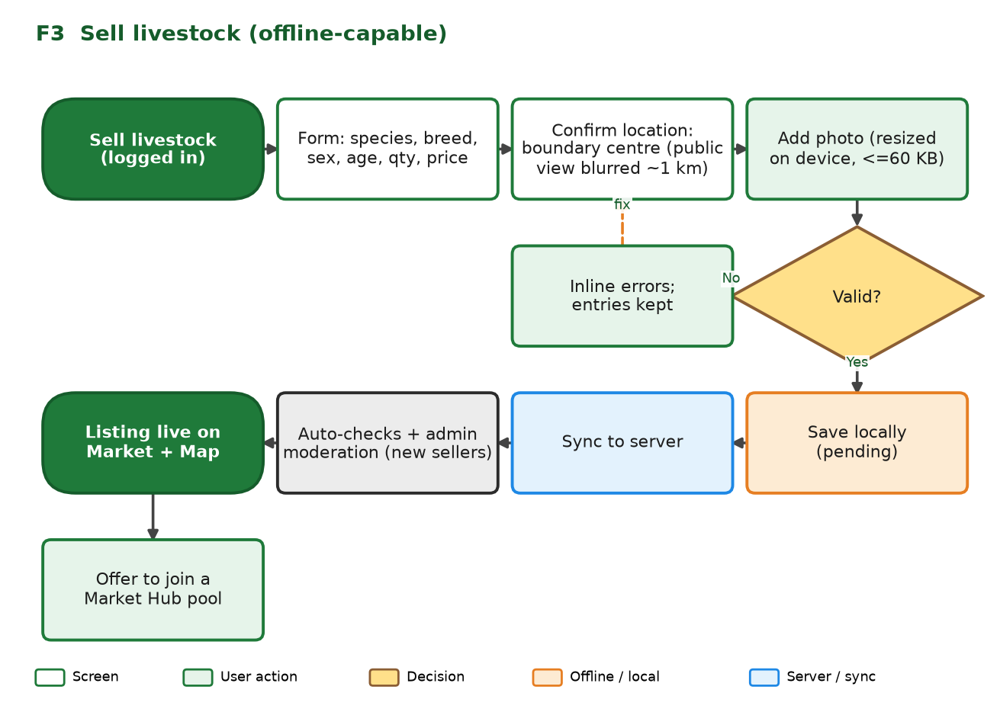 F3 Sell livestock (offline-capable)
Sell livestock
(logged in)
Form: species, breed,
sex, age, qty, price
Confirm location:
boundary centre (public
view blurred ~1 km)
Add photo (resized
on device, <=60 KB)
fix
Inline errors;
entries kept
No
Valid?
Yes
Listing live on
Market + Map
Auto-checks + admin
moderation (new sellers)
Sync to server
Save locally
(pending)
Offer to join a
Market Hub pool
Screen
User action
Decision
Offline / local
Server / sync